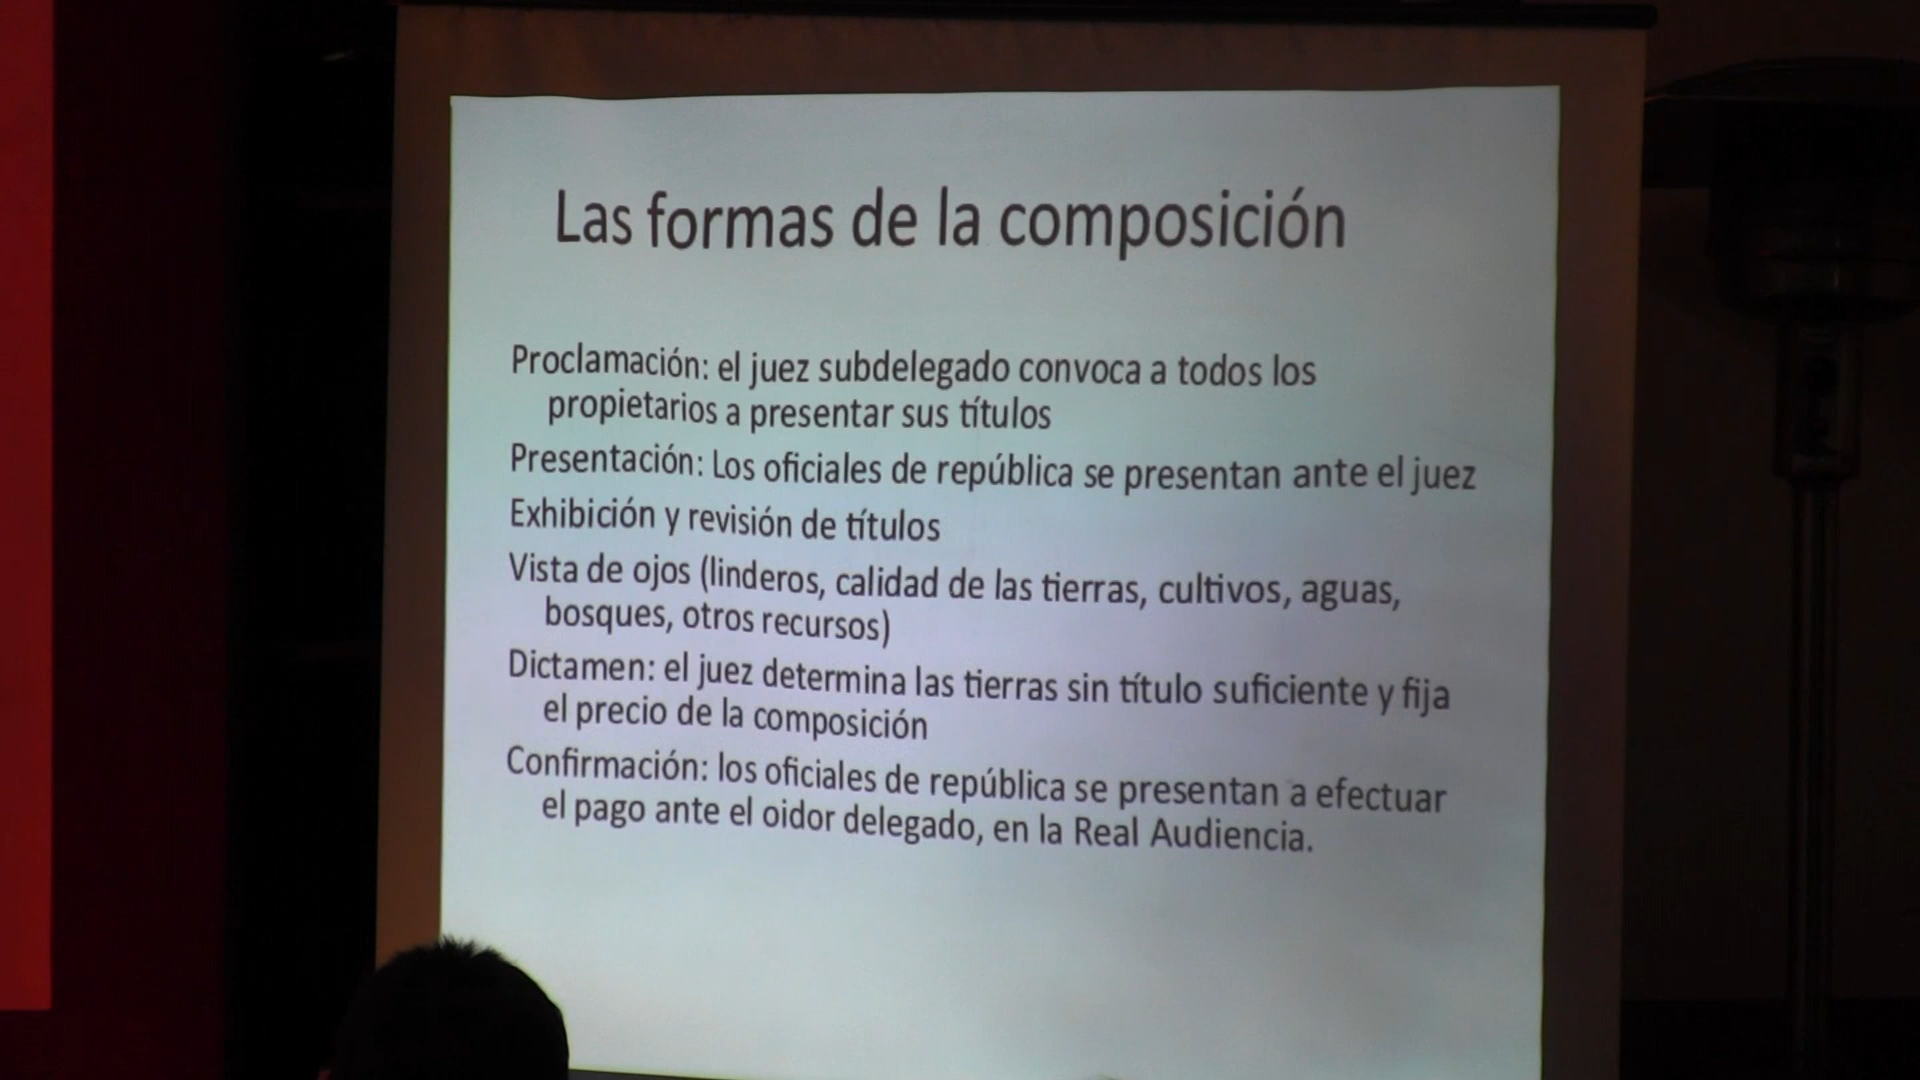 Las formas de la composición
Proclamación: el juez subdelegado convoca a todos los
propietarios a presentar sus títulos
Presentación: Los oficiales de república se presentan ante el juez
Exhibición y revisión de títulos
Vista de ojos (linderos, calidad de las tierras, cultivos, aguas,
bosques, otros recursos)
Dictamen: el juez determina las tierras sin título suficiente y fija
el precio de la composición
Confirmación: los oficiales de república se presentan a efectuar
el pago ante el oidor delegado, en la Real Audiencia.